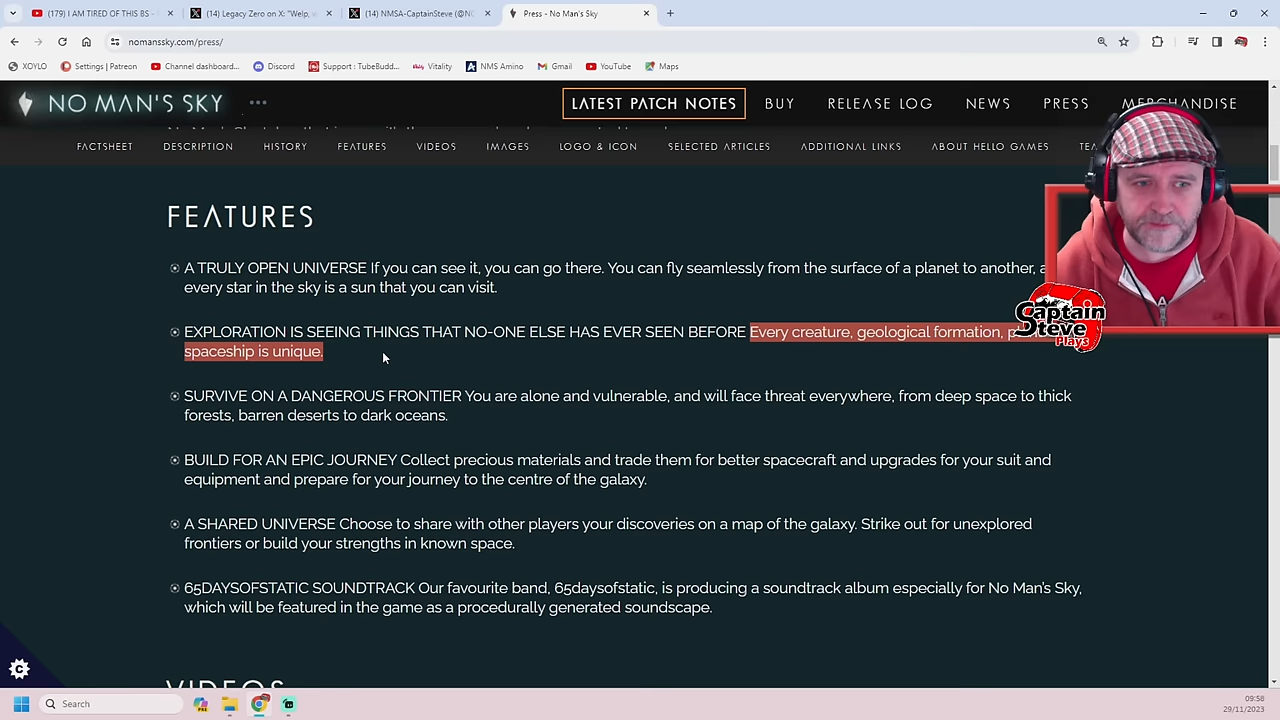 (179) I AM TIRED OF THIS BS -
(14) Legacy Zero on X: "Welp,
(14) NMSA-CaptainSteve (@NC
Press - No Man's Sky
nomanssky.com/press/
XOYLO
Settings | Patreon
Channel dashboard...
Discord
Support : TubeBudd...
Vitality
NMS Amino
Gmail
YouTube
Maps
NO MAN'S SKY
LATEST PATCH NOTES
BUY
RELEASE LOG
NEWS
PRESS
MERCHANDISE
FACTSHEET
DESCRIPTION
HISTORY
FEATURES
VIDEOS
IMAGES
LOGO & ICON
SELECTED ARTICLES
ADDITIONAL LINKS
ABOUT HELLO GAMES
TEA
FEATURES
A TRULY OPEN UNIVERSE If you can see it, you can go there. You can fly seamlessly from the surface of a planet to another, a
every star in the sky is a sun that you can visit.
EXPLORATION IS SEEING THINGS THAT NO-ONE ELSE HAS EVER SEEN BEFORE Every creature, geological formation,
spaceship is unique.
SURVIVE ON A DANGEROUS FRONTIER You are alone and vulnerable, and will face threat everywhere, from deep space to thick
forests, barren deserts to dark oceans.
BUILD FOR AN EPIC JOURNEY Collect precious materials and trade them for better spacecraft and upgrades for your suit and
equipment and prepare for your journey to the centre of the galaxy.
A SHARED UNIVERSE Choose to share with other players your discoveries on a map of the galaxy. Strike out for unexplored
frontiers or build your strengths in known space.
65DAYSOFSTATIC SOUNDTRACK Our favourite band, 65daysofstatic, is producing a soundtrack album especially for No Man's Sky,
which will be featured in the game as a procedurally generated soundscape.
VIDEOS
Captain
Steve
Plays
Search
09:58
29/11/2023